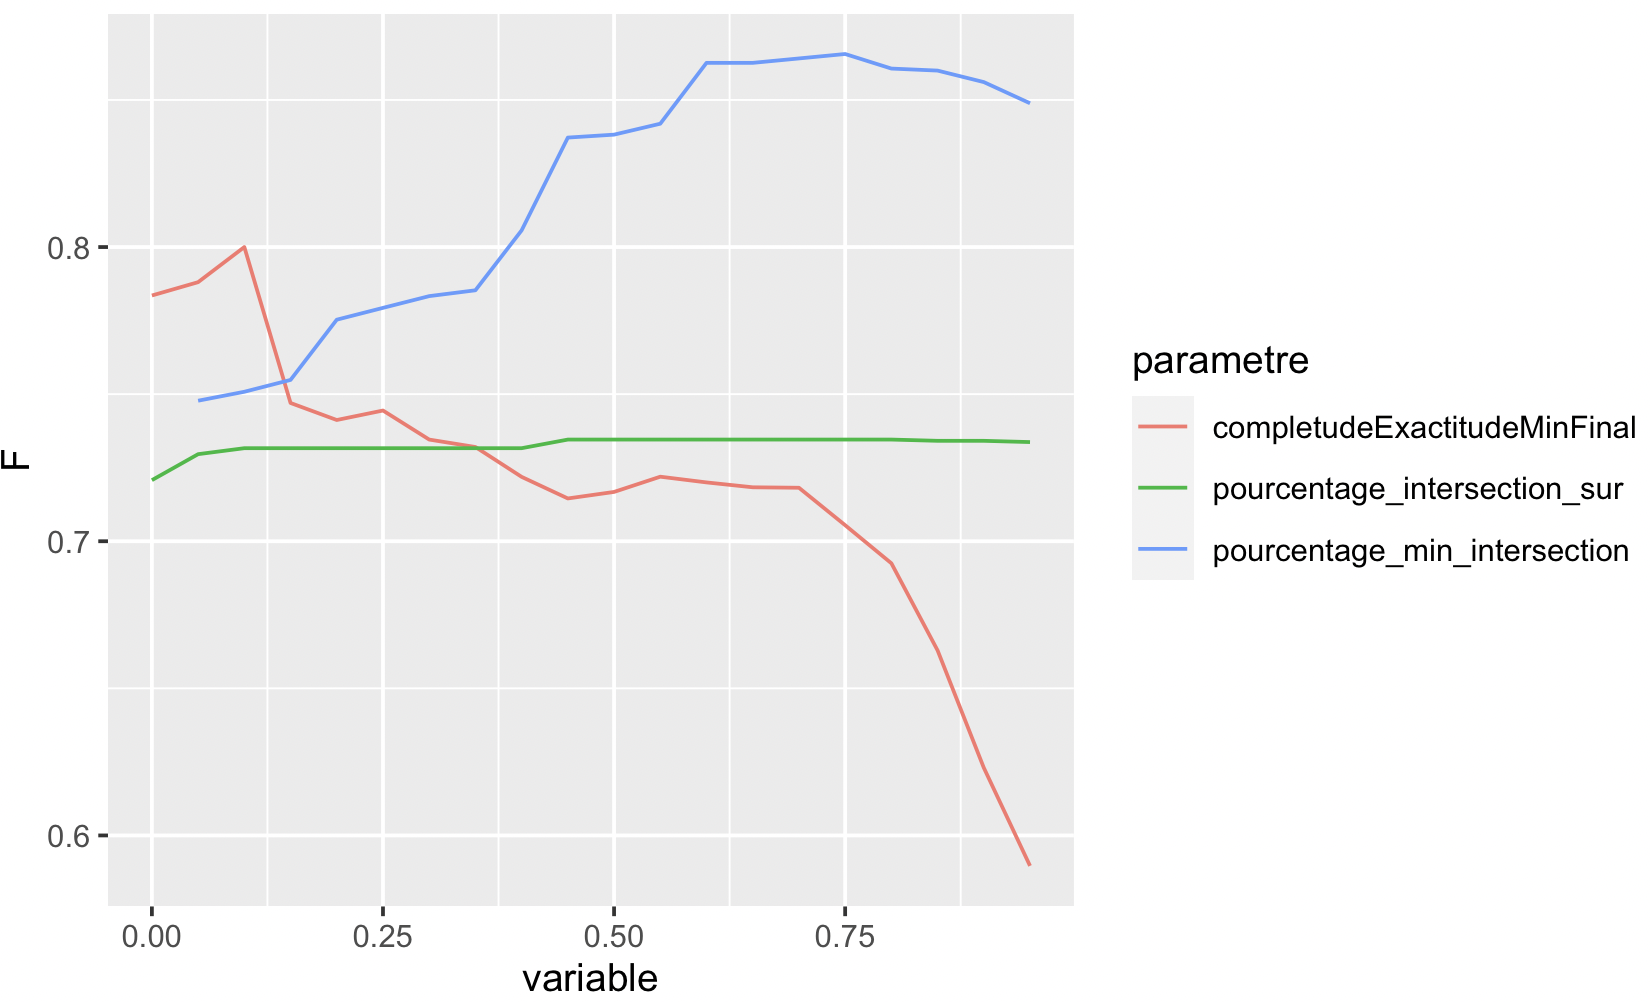 F
0.8
0.7
0.6
0.00 0.25 0.50 0.75
variable
parametre
completudeExactitudeMinFinal
pourcentage_intersection_sur
pourcentage_min_intersection